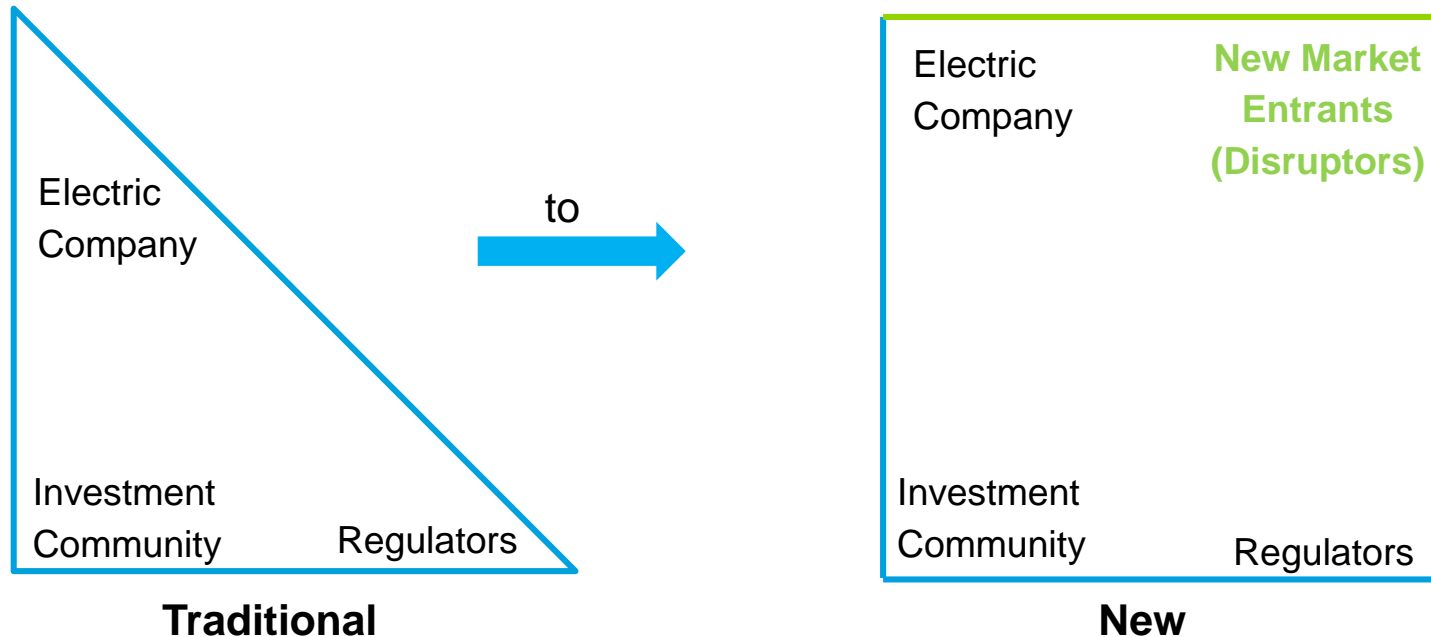 Electric
Company
Investment
Community
Regulators
Traditional
to
Electric
Company
New Market
Entrants
(Disruptors)
Investment
Community
Regulators
New